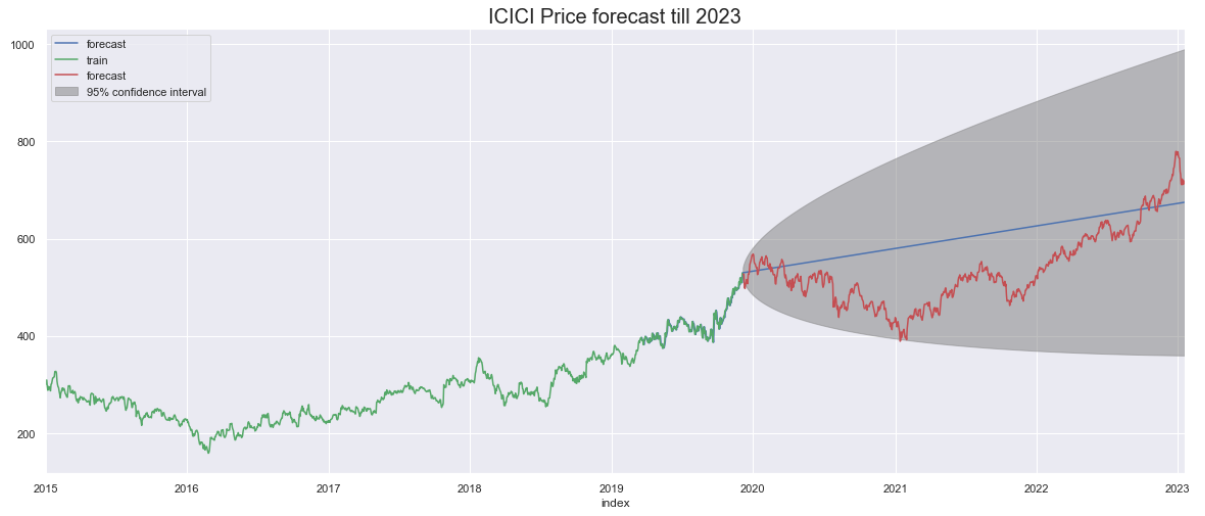 ICICI Price forecast till 2023
1000
forecast
train
forecast
95% confidence interval
800
600
400
200
2015 2016 2017 2018 2019 2020 2021 2022 2023
index